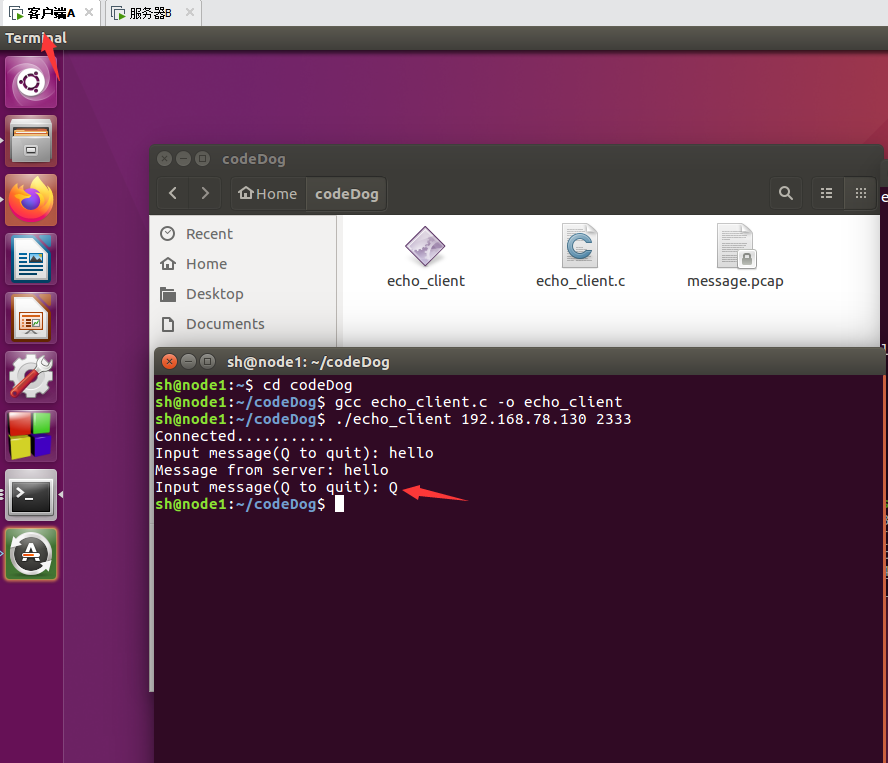 客户端A
服务器B
Terminal
codeDog
Home
codeDog
Recent
Home
Desktop
Documents
echo_client
echo_client.c
message.pcap
sh@node1: ~/codeDog
sh@node1:~$ cd codeDog
sh@node1:~/codeDog$ gcc echo_client.c -o echo_client
sh@node1:~/codeDog$ ./echo_client 192.168.78.130 2333
Connected...........
Input message(Q to quit): hello
Message from server: hello
Input message(Q to quit): Q
sh@node1:~/codeDog$